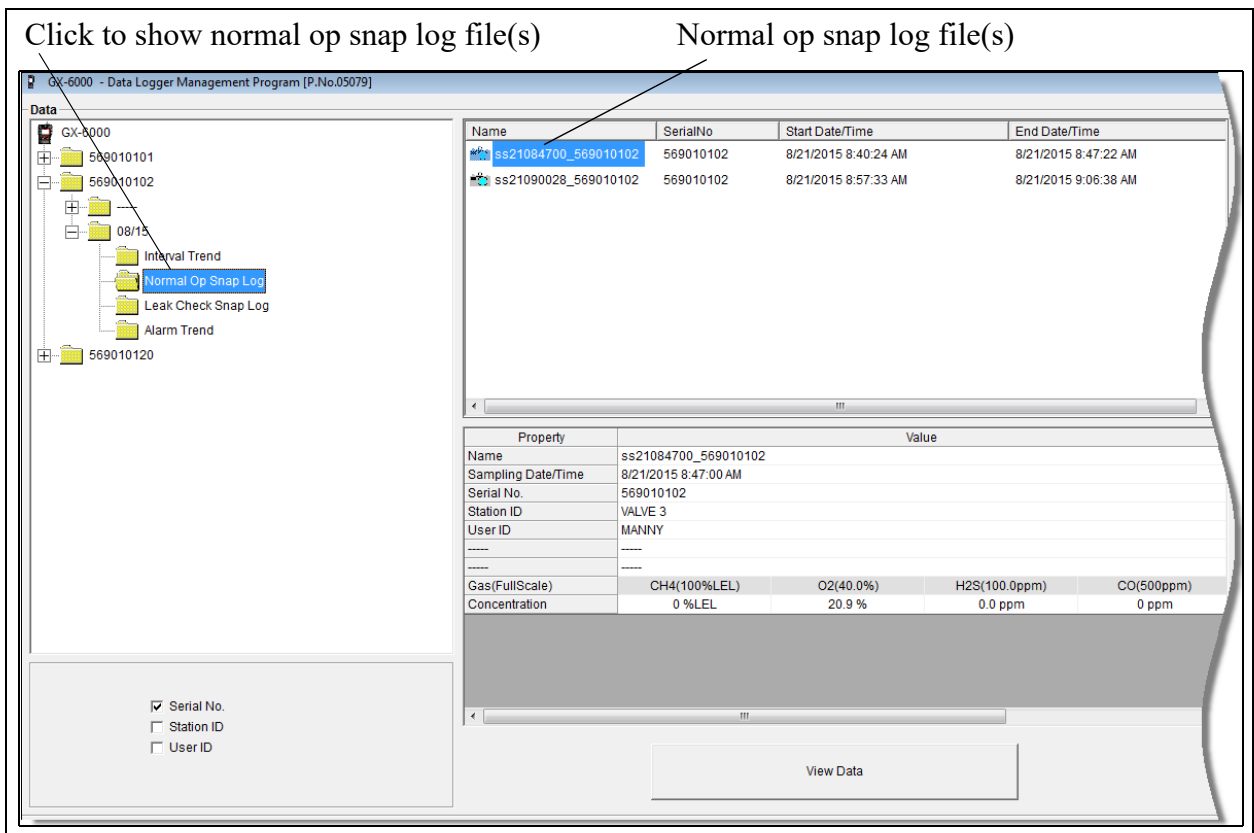 Click to show normal op snap log file(s) Normal op snap log file(s)
GX-6000 - Data Logger Management Program [P.No.05079]
Data
GX-6000
569010101
569010102
-----
08/15
Interval Trend
Normal Op Snap Log
Leak Check Snap Log
Alarm Trend
569010120
Serial No.
Station ID
User ID
Name SerialNo Start Date/Time End Date/Time
ss21084700_569010102 569010102 8/21/2015 8:40:24 AM 8/21/2015 8:47:22 AM
ss21090028_569010102 569010102 8/21/2015 8:57:33 AM 8/21/2015 9:06:38 AM
Property Value
Name ss21084700_569010102
Sampling Date/Time 8/21/2015 8:47:00 AM
Serial No. 569010102
Station ID VALVE 3
User ID MANNY
----- -----
----- -----
Gas(FullScale) CH4(100%LEL) O2(40.0%) H2S(100.0ppm) CO(500ppm)
Concentration 0 %LEL 20.9 % 0.0 ppm 0 ppm
View Data